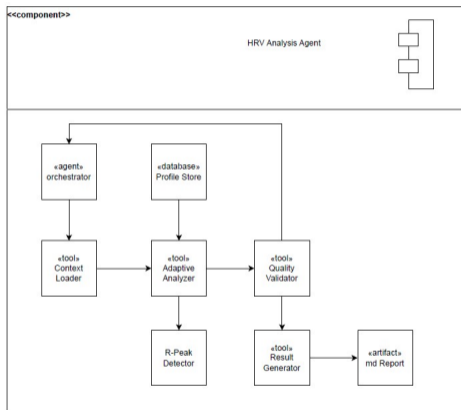 <<component>>
HRV Analysis Agent
«agent»
orchestrator
«database»
Profile Store
«tool»
Context
Loader
«tool»
Adaptive
Analyzer
«tool»
Quality
Validator
R-Peak
Detector
«tool»
Result
Generator
«artifact»
md Report